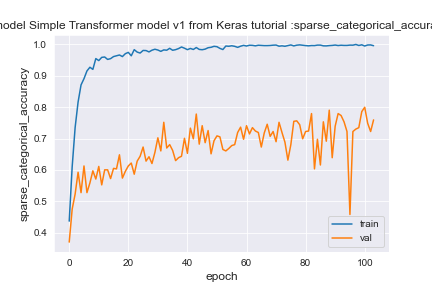 model Simple Transformer model v1 from Keras tutorial :sparse_categorical_accura
1.0
0.9
0.8
0.7
0.6
0.5
0.4
sparse_categorical_accuracy
0 20 40 60 80 100
epoch
train
val